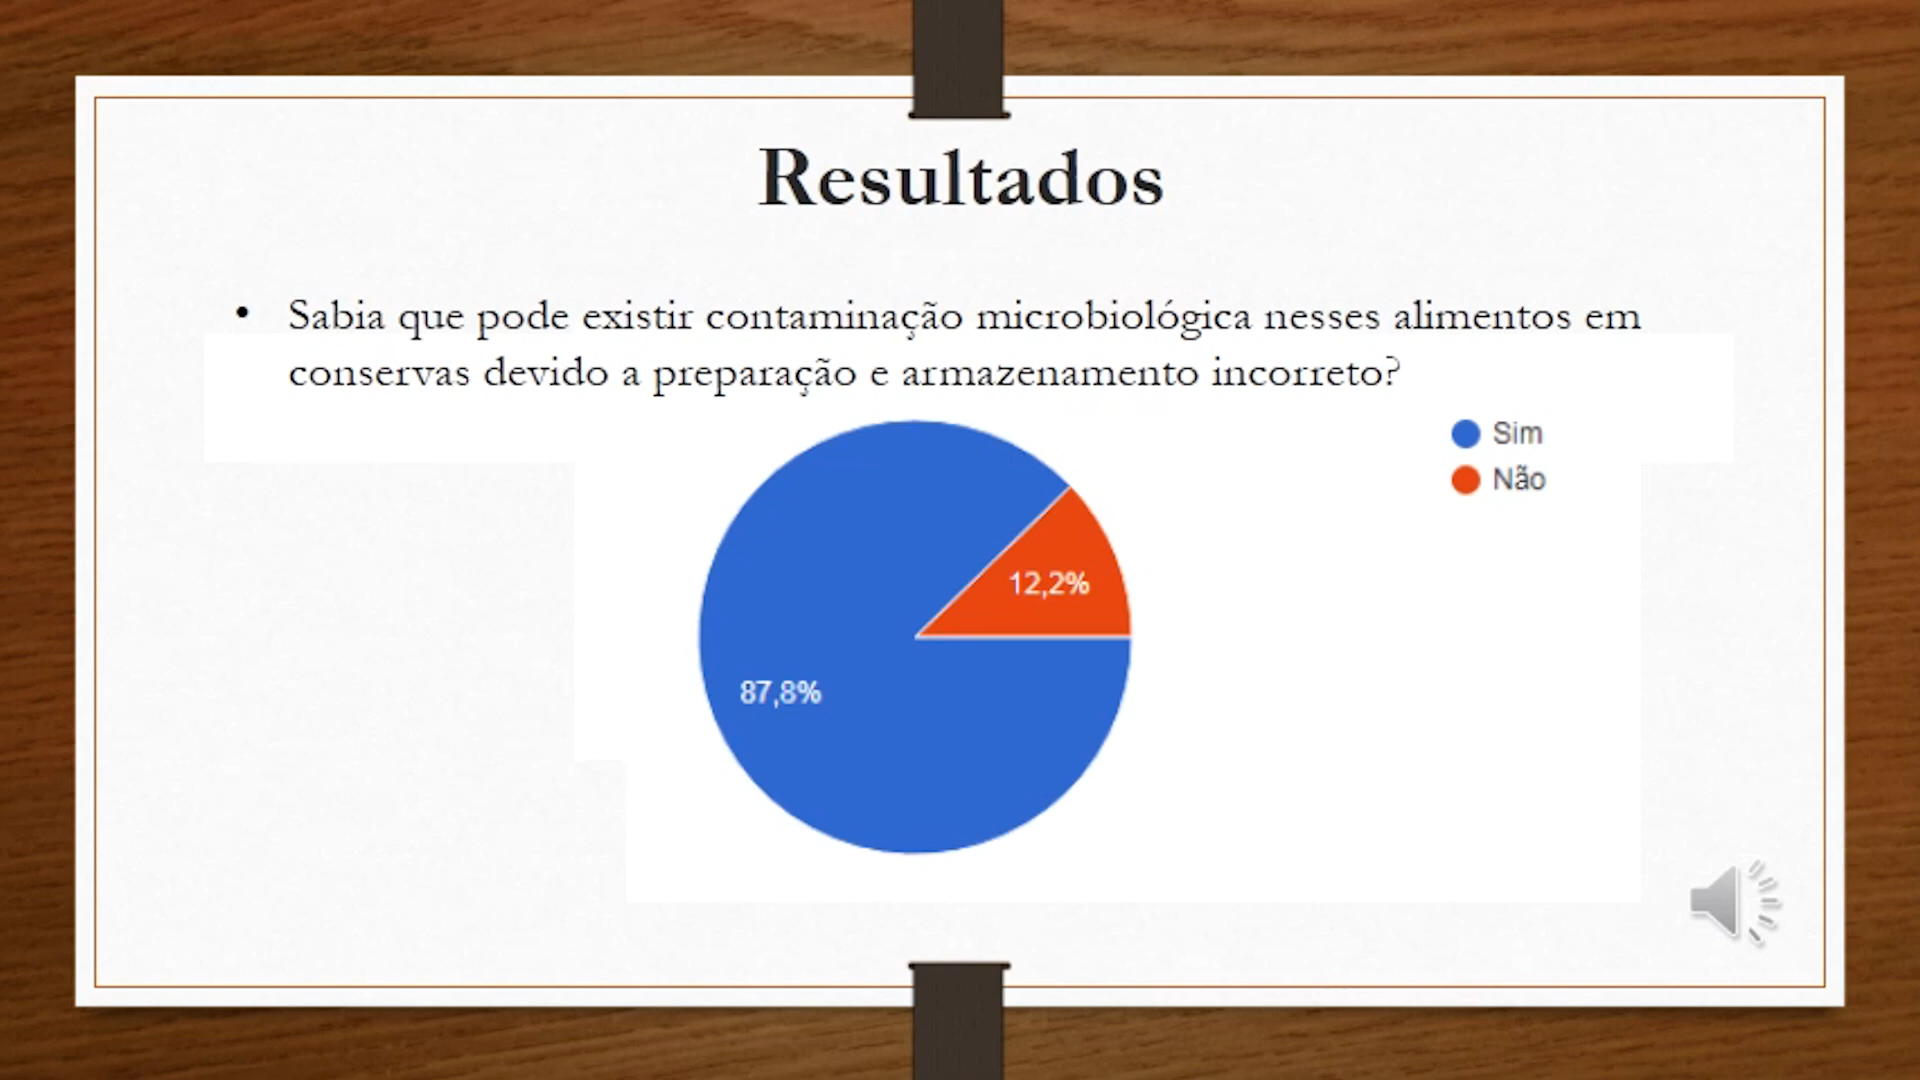 Resultados
• Sabia que pode existir contaminação microbiológica nesses alimentos em
conservas devido a preparação e armazenamento incorreto?
Sim
Não
12,2%
87,8%